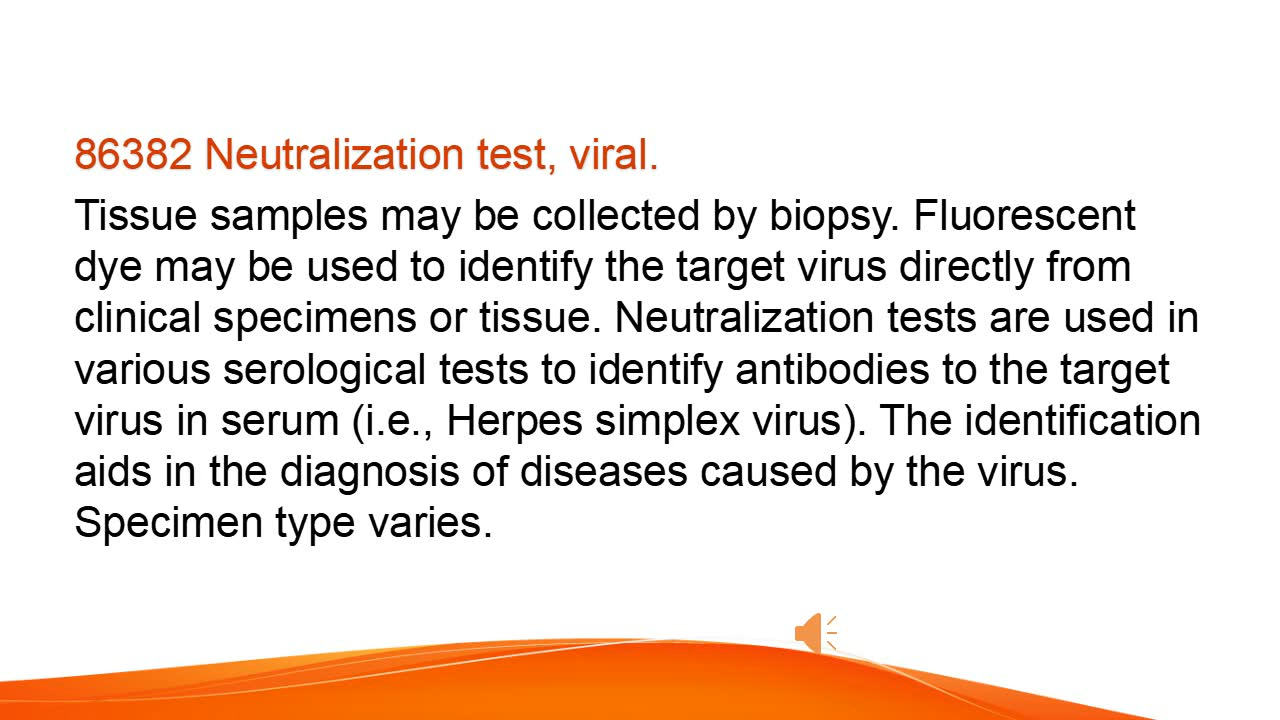 86382 Neutralization test, viral.
Tissue samples may be collected by biopsy. Fluorescent
dye may be used to identify the target virus directly from
clinical specimens or tissue. Neutralization tests are used in
various serological tests to identify antibodies to the target
virus in serum (i.e., Herpes simplex virus). The identification
aids in the diagnosis of diseases caused by the virus.
Specimen type varies.